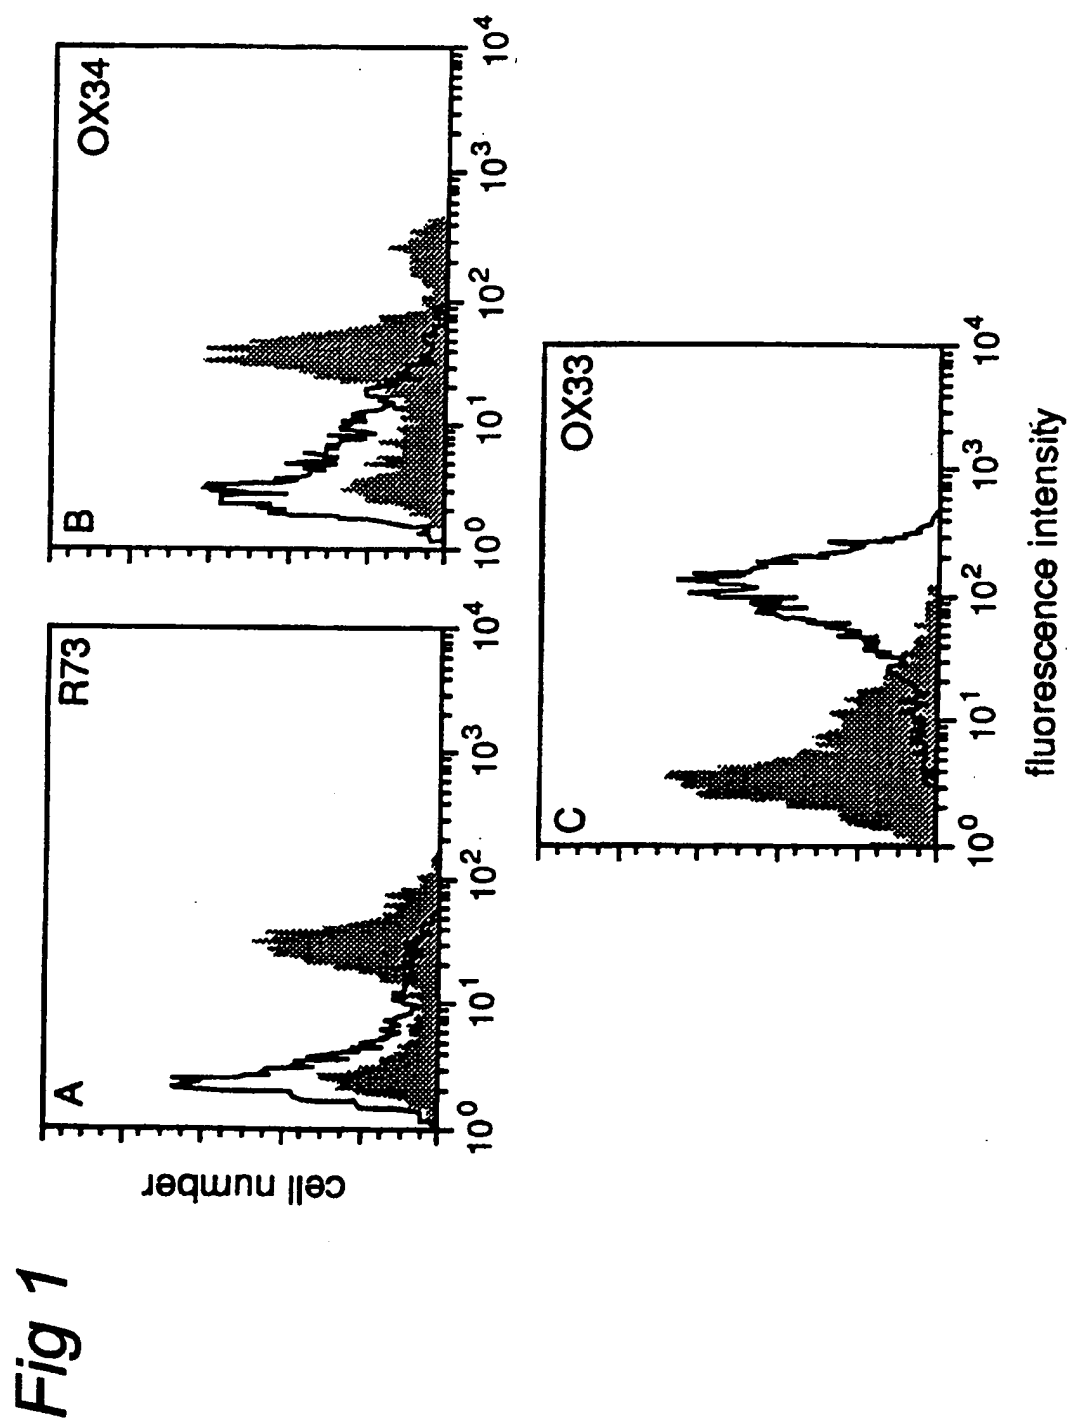 Fig 1
cell number
A
R73
10⁰ 10¹ 10² 10³ 10⁴
B
OX34
10⁰ 10¹ 10² 10³ 10⁴
C
OX33
10⁰ 10¹ 10² 10³ 10⁴
fluorescence intensity